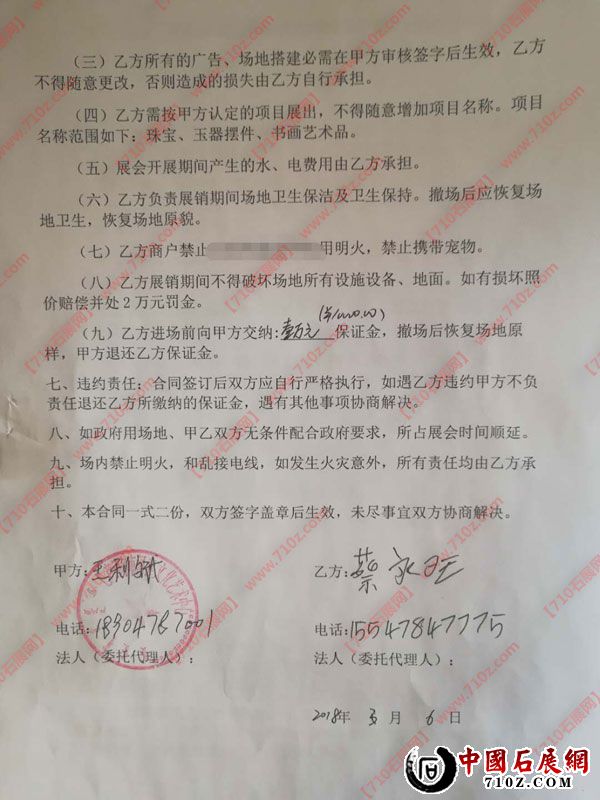 （三）乙方所有的广告、场地搭建必需在甲方审核签字后生效，乙方
不得随意更改，否则造成的损失由乙方自行承担。
（四）乙方需按甲方认定的项目展出，不得随意增加项目名称。项目
名称范围如下：珠宝、玉器摆件、书画艺术品。
（五）展会开展期间产生的水、电费用由乙方承担。
（六）乙方负责展销期间场地卫生保洁及卫生保持。撤场后应恢复场
地卫生，恢复场地原貌。
（七）乙方商户禁止 用明火，禁止携带宠物。
（八）乙方展销期间不得破坏场地所有设施设备、地面。如有损坏照
价赔偿并处2万元罚金。
（九）乙方进场前向甲方交纳:壹万元 保证金，撤场后恢复场地原
样，甲方退还乙方保证金。
七、违约责任：合同签订后双方应自行严格执行，如遇乙方违约甲方不负
责任退还乙方所缴纳的保证金，遇有其他事项协商解决。
八、如政府用场地、甲乙双方无条件配合政府要求，所占展会时间顺延。
九、场内禁止明火，和乱接电线，如发生火灾意外，所有责任均由乙方承
担。
十、本合同一式二份，双方签字盖章后生效，未尽事宜双方协商解决。
甲方： 乙方：蔡
电话:18904787001 电话:15547847775
法人（委托代理人）： 法人（委托代理人）：
2018年 3月 6日
中國石展網
710Z.COM
【710石展网】www.710z.com